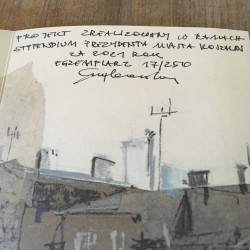 PROJEKT ZREALIZOWANY W RAMACH
STYPENDIUM PREZYDENTA MIASTA KOSZALIN
ZA 2021 ROK
EGZEMPLARZ 17/250